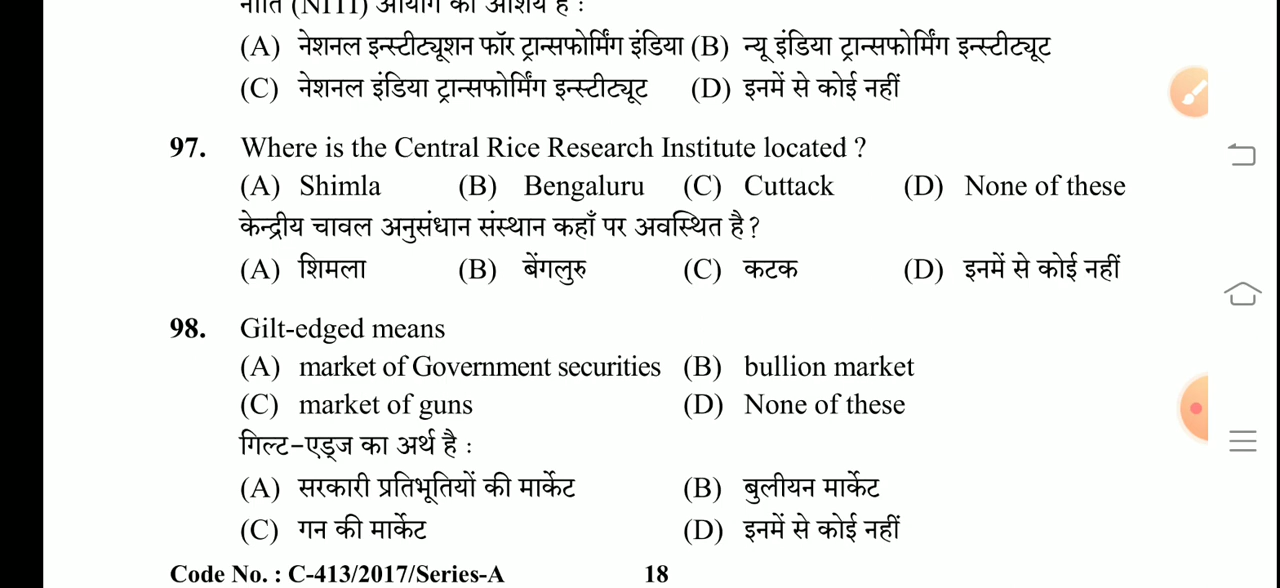 नीति (NITI) आयोग का आशय है :
(A) नेशनल इन्स्टीट्यूशन फॉर ट्रान्सफोर्मिंग इंडिया (B) न्यू इंडिया ट्रान्सफोर्मिंग इन्स्टीट्यूट
(C) नेशनल इंडिया ट्रान्सफोर्मिंग इन्स्टीट्यूट (D) इनमें से कोई नहीं
97. Where is the Central Rice Research Institute located ?
(A) Shimla (B) Bengaluru (C) Cuttack (D) None of these
केन्द्रीय चावल अनुसंधान संस्थान कहाँ पर अवस्थित है?
(A) शिमला (B) बेंगलुरु (C) कटक (D) इनमें से कोई नहीं
98. Gilt-edged means
(A) market of Government securities (B) bullion market
(C) market of guns (D) None of these
गिल्ट-एड्ज का अर्थ है :
(A) सरकारी प्रतिभूतियों की मार्केट (B) बुलीयन मार्केट
(C) गन की मार्केट (D) इनमें से कोई नहीं
Code No. : C-413/2017/Series-A 18